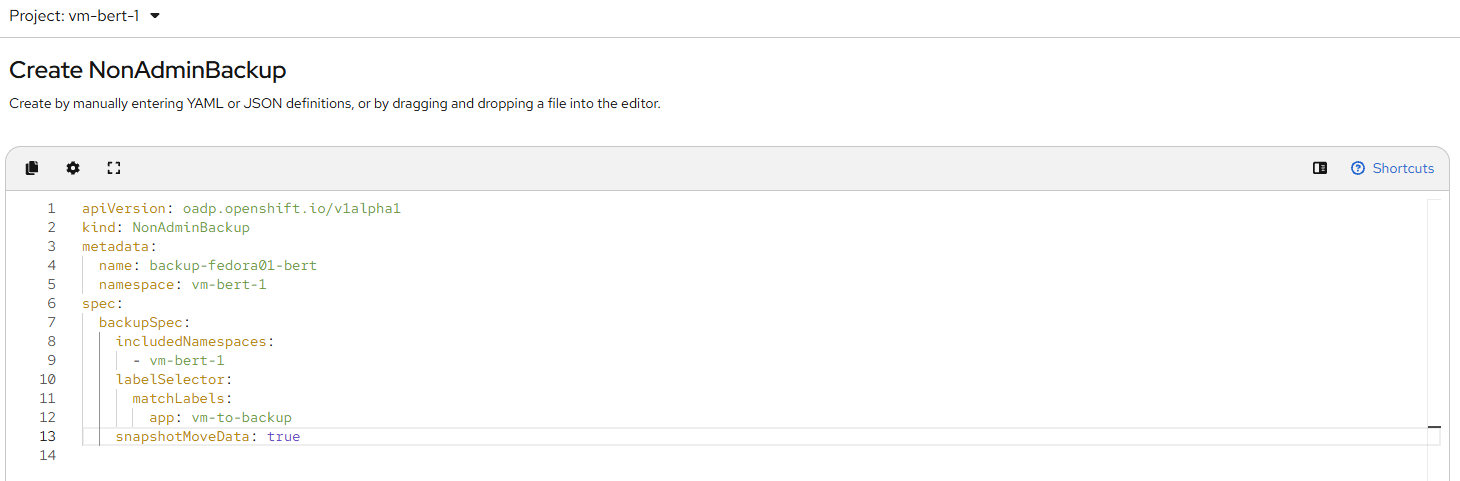 Project: vm-bert-1
Create NonAdminBackup
Create by manually entering YAML or JSON definitions, or by dragging and dropping a file into the editor.
Shortcuts
1 apiVersion: oadp.openshift.io/v1alpha1
2 kind: NonAdminBackup
3 metadata:
4   name: backup-fedora01-bert
5   namespace: vm-bert-1
6 spec:
7   backupSpec:
8     includedNamespaces:
9       - vm-bert-1
10     labelSelector:
11       matchLabels:
12         app: vm-to-backup
13     snapshotMoveData: true
14